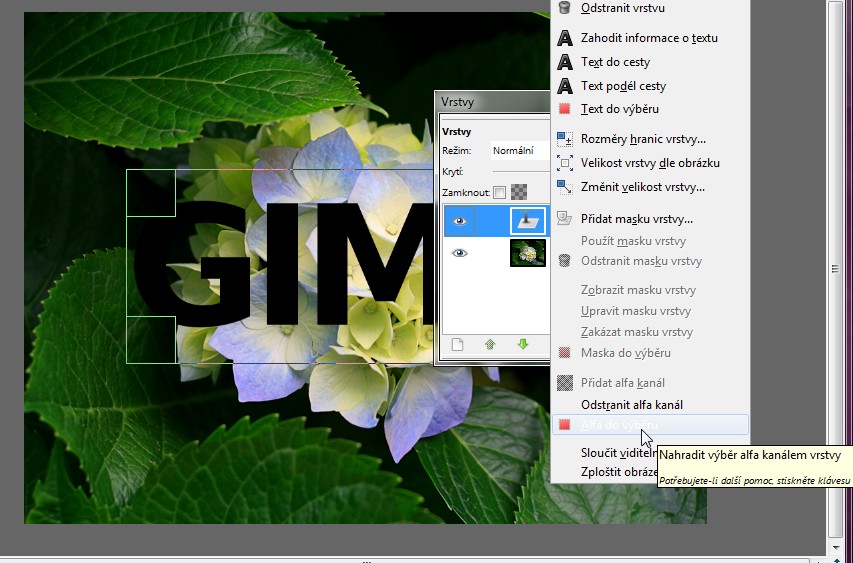 GIM
Vrstvy
Vrstvy
Režim:
Normální
Krytí:
Zamknout:
Odstranit vrstvu
Zahodit informace o textu
Text do cesty
Text podél cesty
Text do výběru
Rozměry hranic vrstvy...
Velikost vrstvy dle obrázku
Změnit velikost vrstvy...
Přidat masku vrstvy...
Použít masku vrstvy
Odstranit masku vrstvy
Zobrazit masku vrstvy
Upravit masku vrstvy
Zakázat masku vrstvy
Maska do výběru
Přidat alfa kanál
Odstranit alfa kanál
Alfa do výběru
Sloučit viditeln
Zploštit obráze
Nahradit výběr alfa kanálem vrstvy
Potřebujete-li další pomoc, stiskněte klávesu